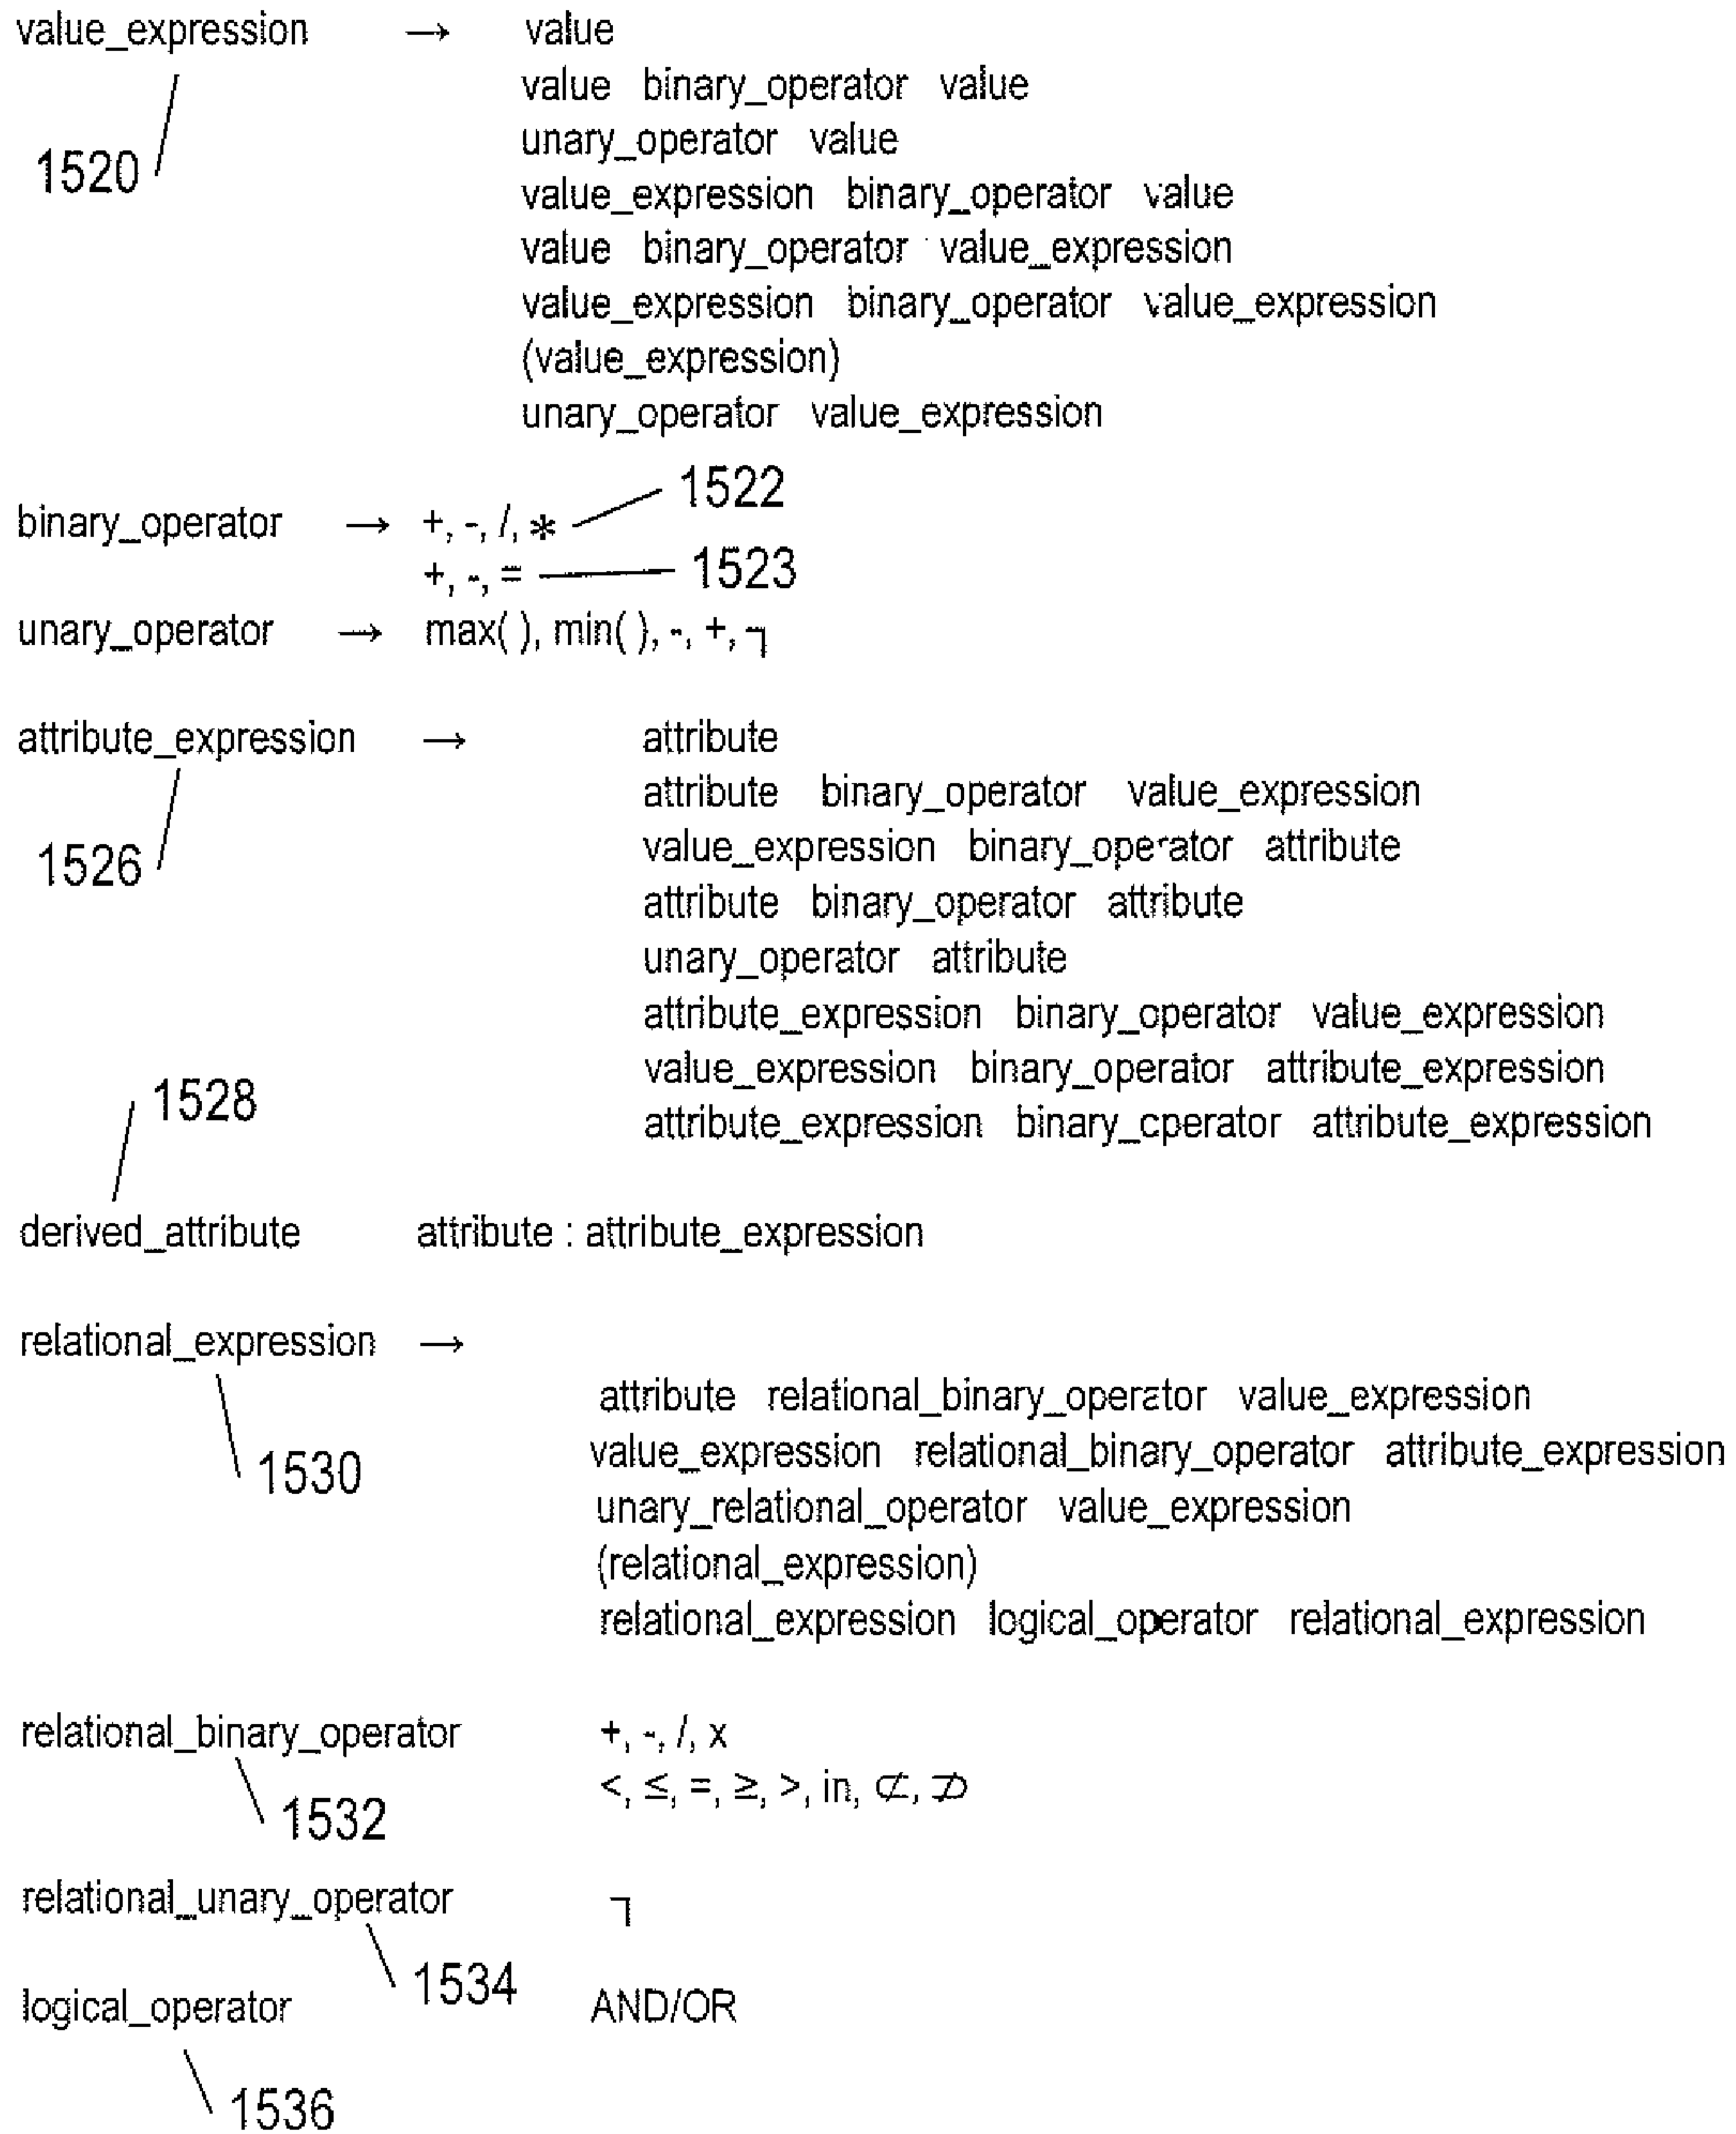 value_expression → value
value binary_operator value
unary_operator value
1520
value_expression binary_operator value
value binary_operator value_expression
value_expression binary_operator value_expression
(value_expression)
unary_operator value_expression
1522
binary_operator → +, -, /, *
+, -, = 1523
unary_operator → max( ), min( ), -, +, ┐
attribute_expression → attribute
attribute binary_operator value_expression
1526
value_expression binary_operator attribute
attribute binary_operator attribute
unary_operator attribute
attribute_expression binary_operator value_expression
value_expression binary_operator attribute_expression
1528
attribute_expression binary_cperator attribute_expression
derived_attribute attribute : attribute_expression
relational_expression →
attribute relational_binary_operator value_expression
value_expression relational_binary_operator attribute_expression
1530
unary_relational_operator value_expression
(relational_expression)
relational_expression logical_operator relational_expression
relational_binary_operator +, -, /, x
<, ≤, =, ≥, >, in, ⊄, ⊅
1532
relational_unary_operator ┐
1534
logical_operator AND/OR
1536